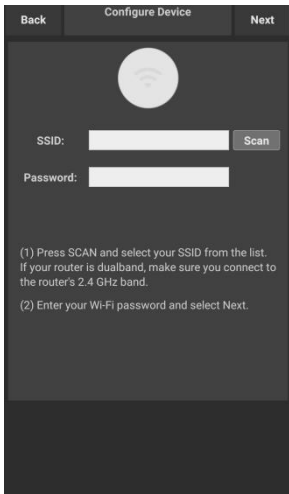 Back Configure Device Next
SSID: Scan
Password:
(1) Press SCAN and select your SSID from the list.
If your router is dualband, make sure you connect to
the router's 2.4 GHz band.
(2) Enter your Wi-Fi password and select Next.